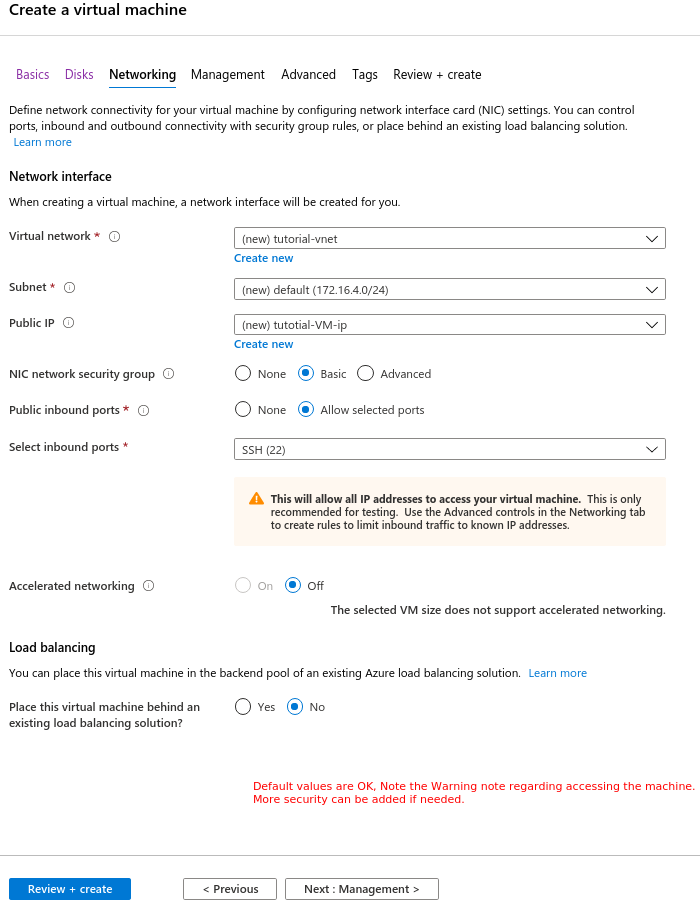 Create a virtual machine
Basics Disks Networking Management Advanced Tags Review + create
Define network connectivity for your virtual machine by configuring network interface card (NIC) settings. You can control
ports, inbound and outbound connectivity with security group rules, or place behind an existing load balancing solution.
Learn more
Network interface
When creating a virtual machine, a network interface will be created for you.
Virtual network * (new) tutorial-vnet
Create new
Subnet * (new) default (172.16.4.0/24)
Public IP (new) tutotial-VM-ip
Create new
NIC network security group None Basic Advanced
Public inbound ports * None Allow selected ports
Select inbound ports * SSH (22)
This will allow all IP addresses to access your virtual machine. This is only
recommended for testing. Use the Advanced controls in the Networking tab
to create rules to limit inbound traffic to known IP addresses.
Accelerated networking On Off
The selected VM size does not support accelerated networking.
Load balancing
You can place this virtual machine in the backend pool of an existing Azure load balancing solution. Learn more
Place this virtual machine behind an Yes No
existing load balancing solution?
Default values are OK, Note the Warning note regarding accessing the machine.
More security can be added if needed.
Review + create < Previous Next : Management >